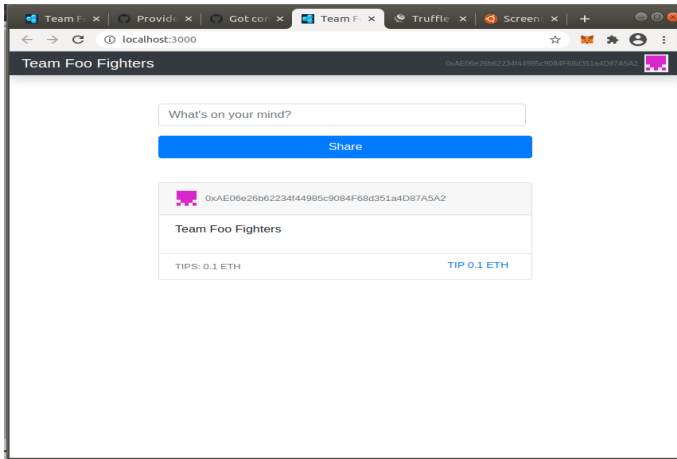 Team F
Provide
Got cor
Team F
Truffle
Screen
localhost:3000
Team Foo Fighters
0xAE06e26b62234f44985c9084F68d351a4D87A5A2
What's on your mind?
Share
0xAE06e26b62234f44985c9084F68d351a4D87A5A2
Team Foo Fighters
TIPS: 0.1 ETH
TIP 0.1 ETH